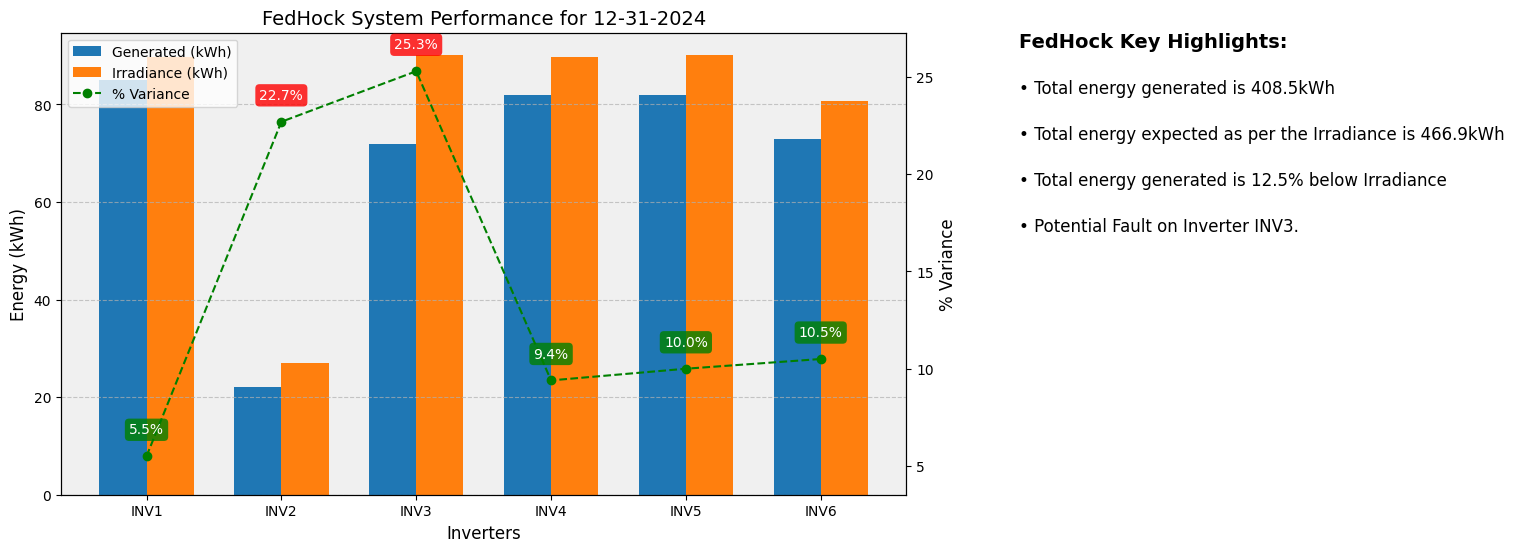 FedHock System Performance for 12-31-2024
Generated (kWh)
Irradiance (kWh)
% Variance
Energy (kWh)
80
60
40
20
0
5.5%
22.7%
25.3%
9.4%
10.0%
10.5%
25
20
15
10
5
% Variance
INV1
INV2
INV3
INV4
INV5
INV6
Inverters
FedHock Key Highlights:
• Total energy generated is 408.5kWh
• Total energy expected as per the Irradiance is 466.9kWh
• Total energy generated is 12.5% below Irradiance
• Potential Fault on Inverter INV3.